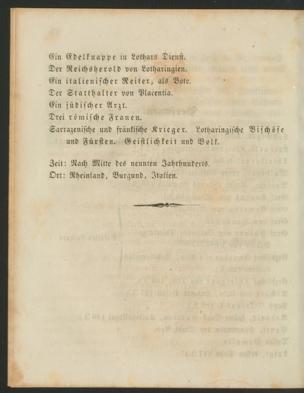 Ein Edelknappe in Lothars Dienst.
Der Reichsherold von Lotharingien.
Ein italienischer Reiter, als Bote.
Der Statthalter von Placentia.
Ein jüdischer Arzt.
Drei römische Frauen.
Sarrazenische und fränkische Krieger. Lotharingische Bischöfe
und Fürsten. Geistlichkeit und Volk.
Zeit: Nach Mitte des neunten Jahrhunderts.
Ort: Rheinland, Burgund, Italien.